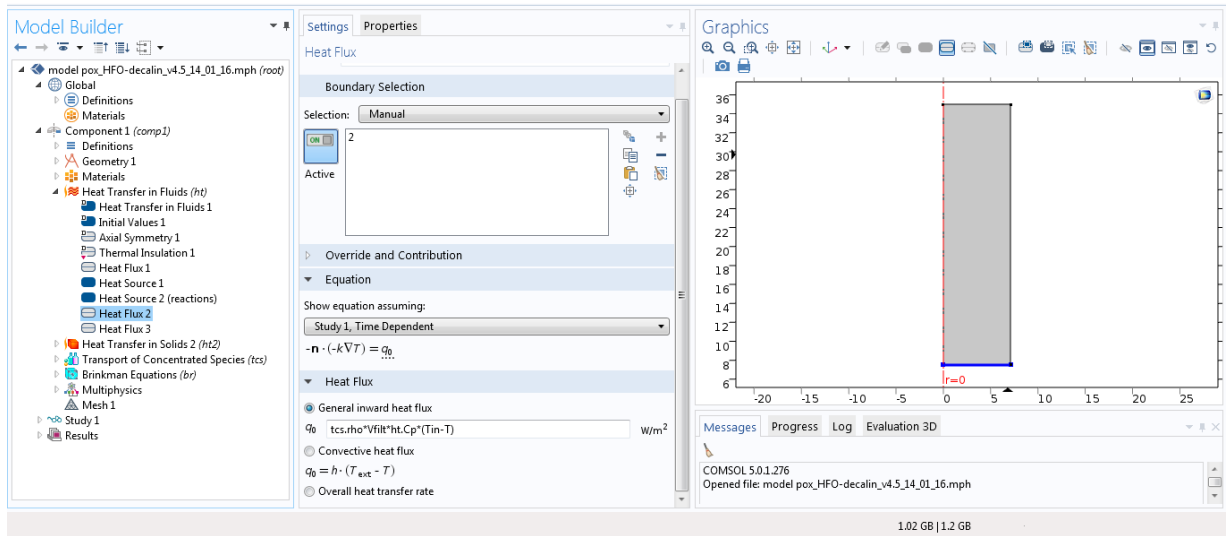 Model Builder
model pox_HFO-decalin_v4.5_14_01_16.mph (root)
Global
Definitions
Materials
Component 1 (comp1)
Definitions
Geometry 1
Materials
Heat Transfer in Fluids (ht)
Heat Transfer in Fluids 1
Initial Values 1
Axial Symmetry 1
Thermal Insulation 1
Heat Flux 1
Heat Source 1
Heat Source 2 (reactions)
Heat Flux 2
Heat Flux 3
Heat Transfer in Solids 2 (ht2)
Transport of Concentrated Species (tcs)
Brinkman Equations (br)
Multiphysics
Mesh 1
Study 1
Results
Settings Properties
Heat Flux
Boundary Selection
Selection: Manual
ON
Active
2
Override and Contribution
Equation
Show equation assuming:
Study 1, Time Dependent
-n · (-k∇T) = q₀
Heat Flux
General inward heat flux
q₀ tcs.rho*Vfilt*ht.Cp*(Tin-T) W/m²
Convective heat flux
q₀ = h · (Text - T)
Overall heat transfer rate
Graphics
36
34
32
30
28
26
24
22
20
18
16
14
12
10
8
6
r=0
-20 -15 -10 -5 0 5 10 15 20 25
Messages Progress Log Evaluation 3D
COMSOL 5.0.1.276
Opened file: model pox_HFO-decalin_v4.5_14_01_16.mph
1.02 GB | 1.2 GB